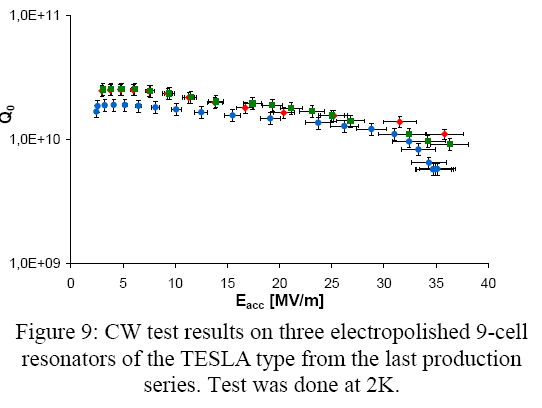 1,0E+11
Q0
1,0E+10
1,0E+09
0 5 10 15 20 25 30 35 40
Eacc [MV/m]
Figure 9: CW test results on three electropolished 9-cell
resonators of the TESLA type from the last production
series. Test was done at 2K.